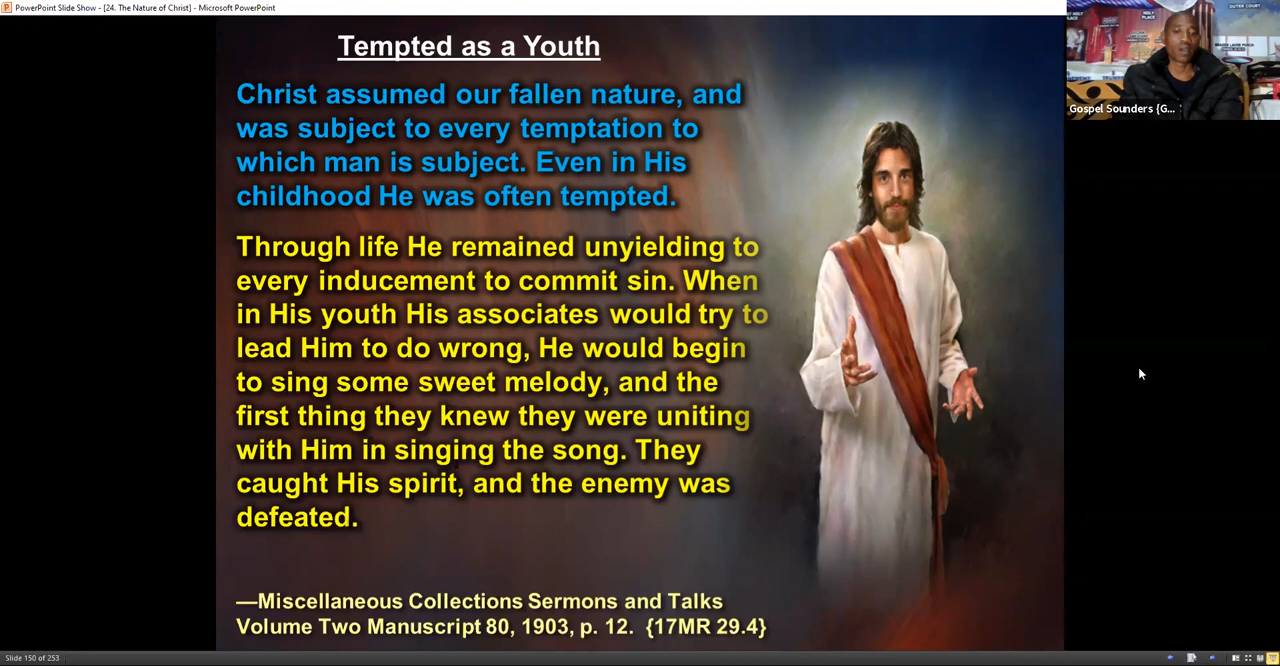 PowerPoint Slide Show - [24. The Nature of Christ] - Microsoft PowerPoint
OUTER COURT
Gospel Sounders {G...
Tempted as a Youth
Christ assumed our fallen nature, and
was subject to every temptation to
which man is subject. Even in His
childhood He was often tempted.
Through life He remained unyielding to
every inducement to commit sin. When
in His youth His associates would try to
lead Him to do wrong, He would begin
to sing some sweet melody, and the
first thing they knew they were uniting
with Him in singing the song. They
caught His spirit, and the enemy was
defeated.
—Miscellaneous Collections Sermons and Talks
Volume Two Manuscript 80, 1903, p. 12. {17MR 29.4}
Slide 150 of 253